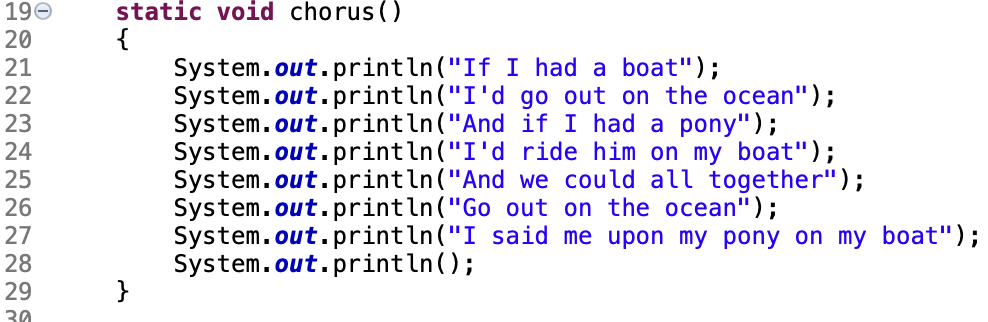 19 static void chorus()
20 {
21 System.out.println("If I had a boat");
22 System.out.println("I'd go out on the ocean");
23 System.out.println("And if I had a pony");
24 System.out.println("I'd ride him on my boat");
25 System.out.println("And we could all together");
26 System.out.println("Go out on the ocean");
27 System.out.println("I said me upon my pony on my boat");
28 System.out.println();
29 }
30